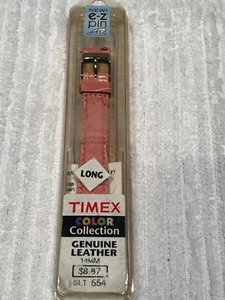 NEW!
e-z
pin
LONG
TIMEX
COLOR
Collection
GENUINE
LEATHER
14MM
$8.87
SLT 554